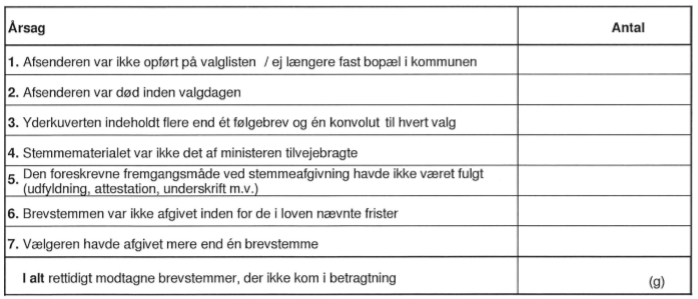 Årsag Antal
1. Afsenderen var ikke opført på valglisten / ej længere fast bopæl i kommunen
2. Afsenderen var død inden valgdagen
3. Yderkuverten indeholdt flere end ét følgebrev og én konvolut til hvert valg
4. Stemmematerialet var ikke det af ministeren tilvejebragte
5. Den foreskrevne fremgangsmåde ved stemmeafgivning havde ikke været fulgt
(udfyldning, attestation, underskrift m.v.)
6. Brevstemmen var ikke afgivet inden for de i loven nævnte frister
7. Vælgeren havde afgivet mere end én brevstemme
I alt rettidigt modtagne brevstemmer, der ikke kom i betragtning (g)